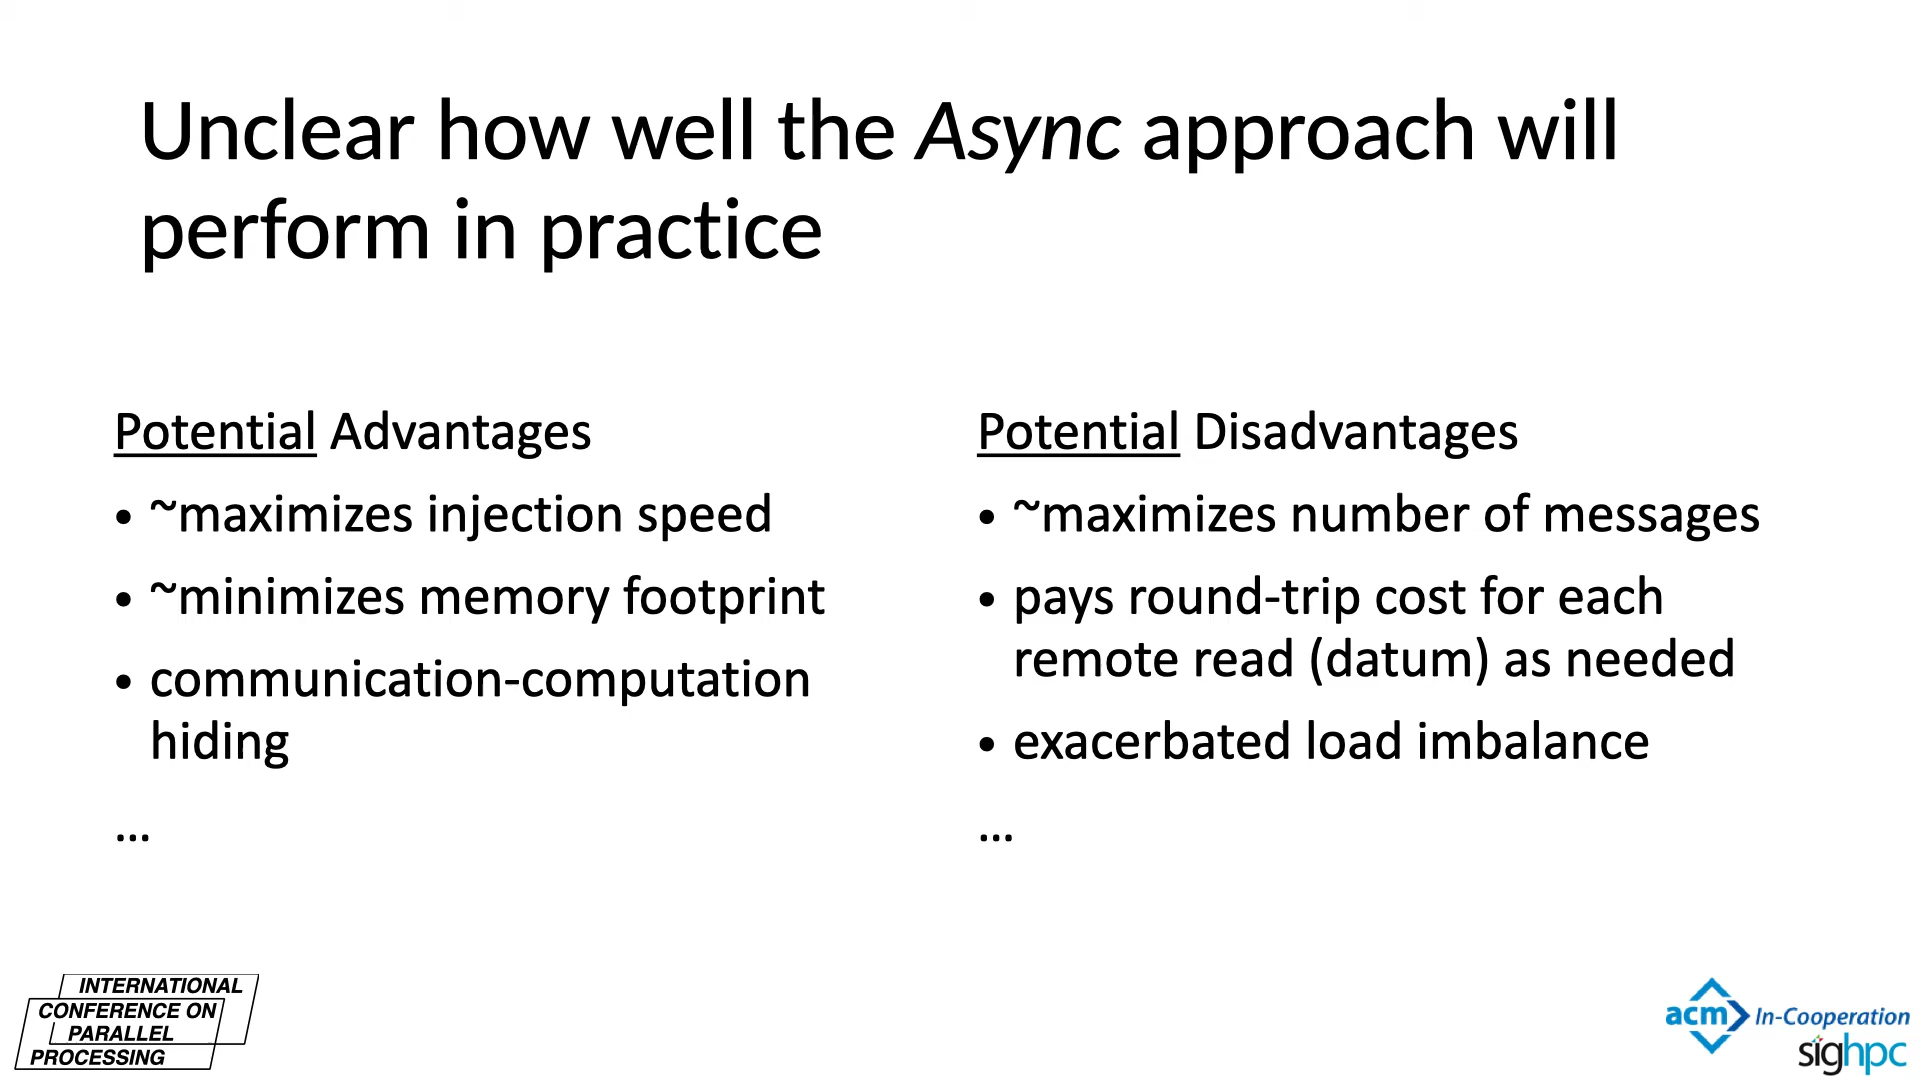 Unclear how well the Async approach will
perform in practice
Potential Advantages
• ~maximizes injection speed
• ~minimizes memory footprint
• communication-computation
hiding
...
Potential Disadvantages
• ~maximizes number of messages
• pays round-trip cost for each
remote read (datum) as needed
• exacerbated load imbalance
...
INTERNATIONAL
CONFERENCE ON
PARALLEL
PROCESSING
acm In-Cooperation
sighpc